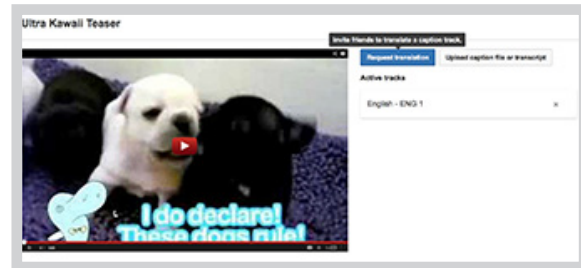 Ultra Kawaii Teaser
Invite friends to translate a caption track.
Request translation
Upload caption file or transcript
Active tracks
English - ENG 1
×
I do declare!
These dogs rule!